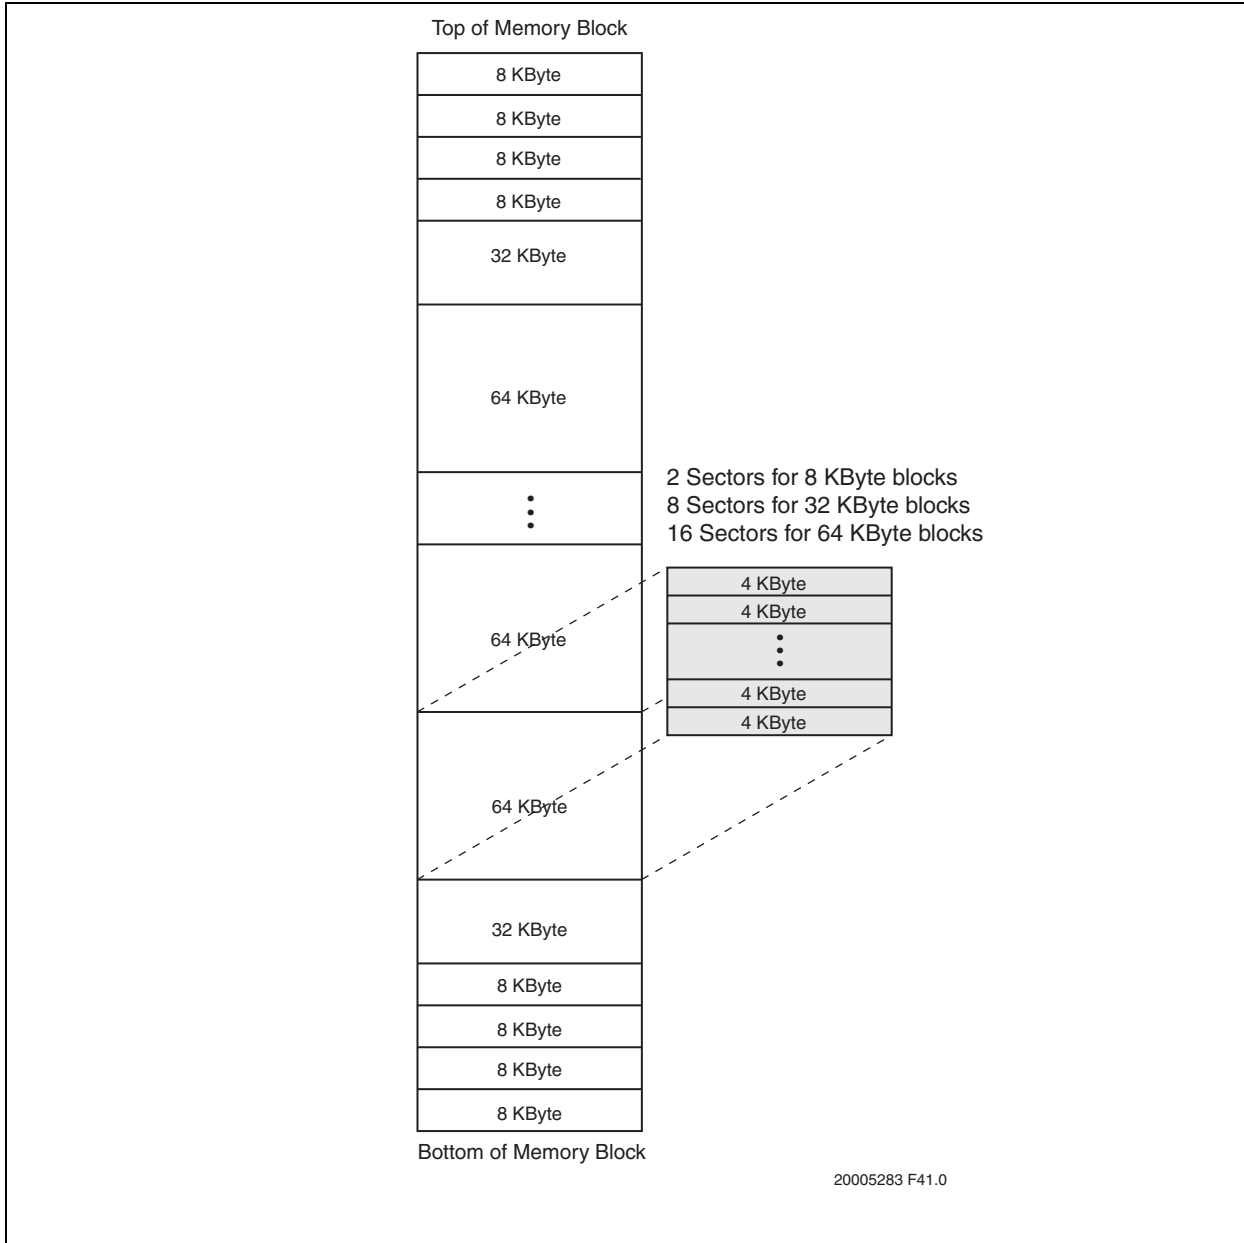 Top of Memory Block
8 KByte
8 KByte
8 KByte
8 KByte
32 KByte
64 KByte
2 Sectors for 8 KByte blocks
8 Sectors for 32 KByte blocks
16 Sectors for 64 KByte blocks
4 KByte
4 KByte
4 KByte
4 KByte
64 KByte
64 KByte
32 KByte
8 KByte
8 KByte
8 KByte
8 KByte
Bottom of Memory Block
20005283 F41.0